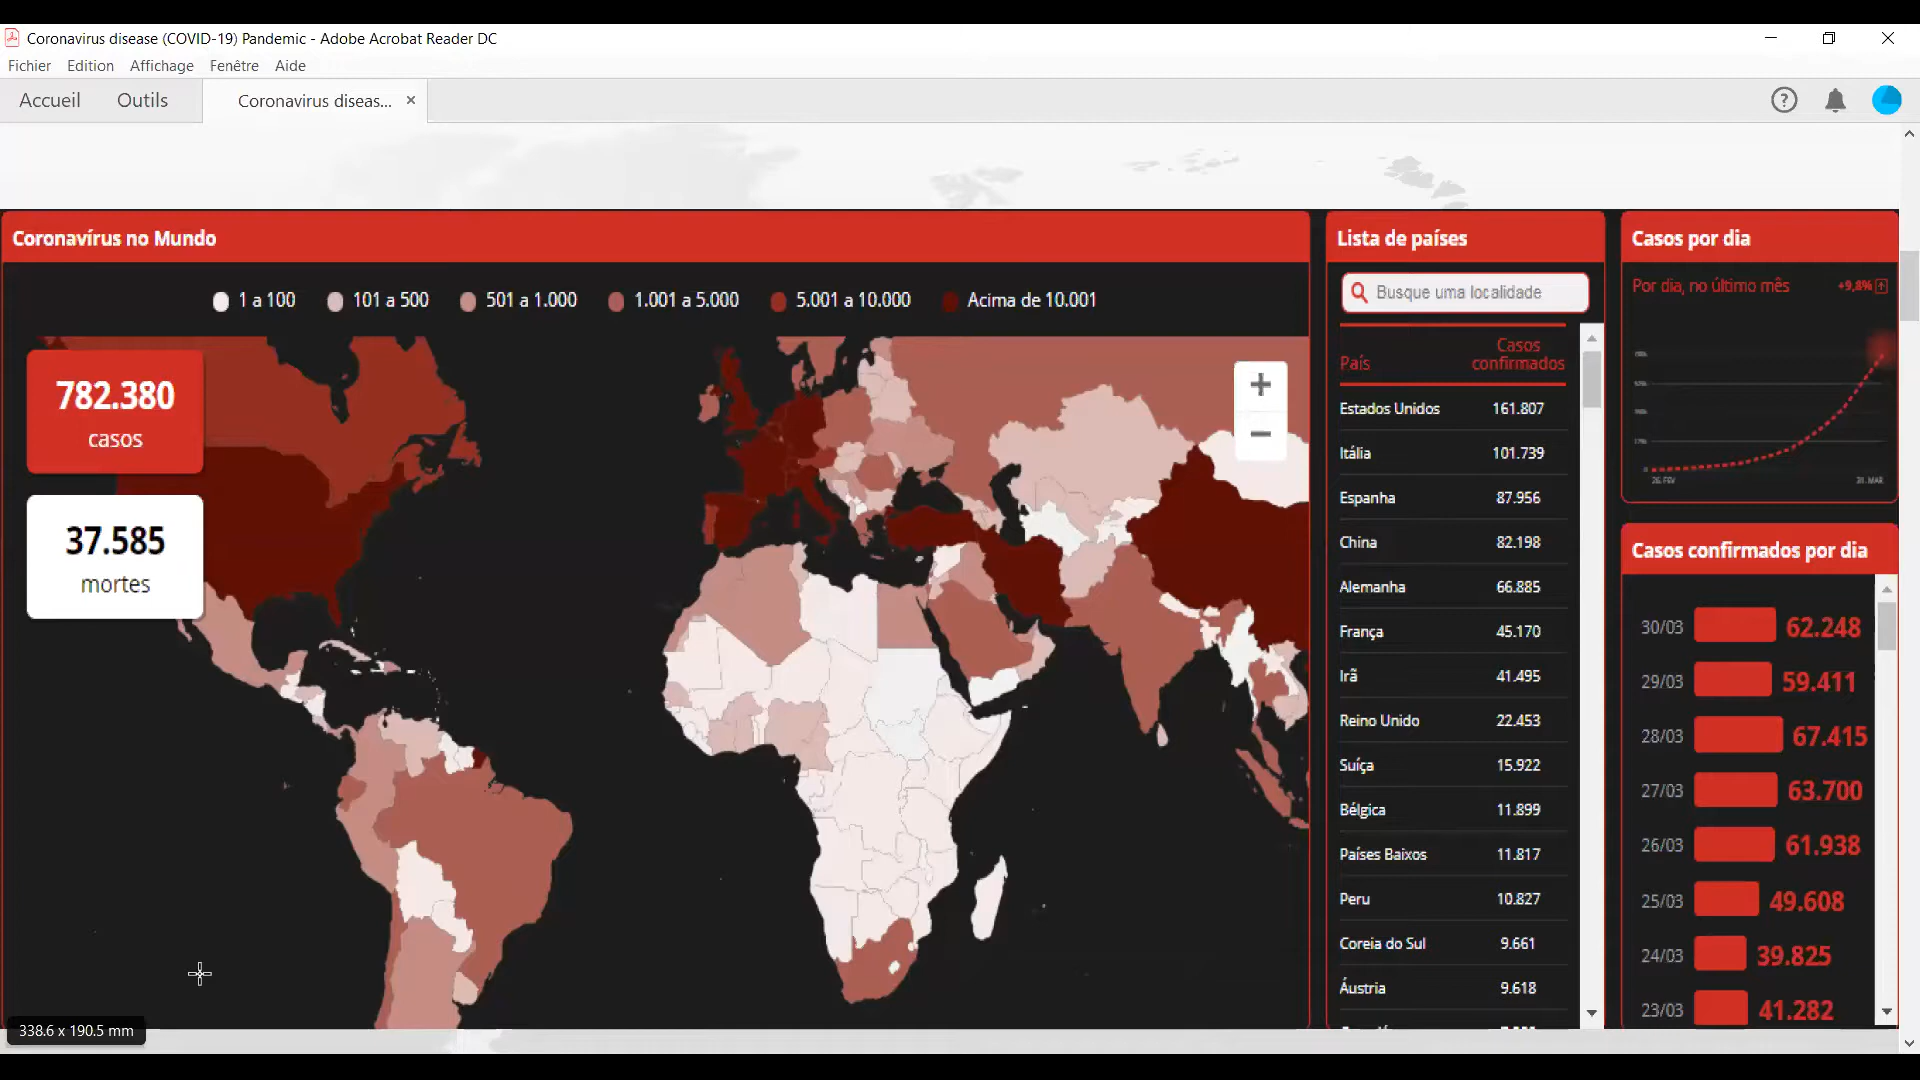 Coronavirus disease (COVID-19) Pandemic - Adobe Acrobat Reader DC
Fichier Edition Affichage Fenêtre Aide
Accueil Outils Coronavirus diseas... ×
Coronavírus no Mundo
1 a 100 101 a 500 501 a 1.000 1.001 a 5.000 5.001 a 10.000 Acima de 10.001
782.380
casos
37.585
mortes
+
−
Lista de países
Busque uma localidade
País Casos confirmados
Estados Unidos 161.807
Itália 101.739
Espanha 87.956
China 82.198
Alemanha 66.885
França 45.170
Irã 41.495
Reino Unido 22.453
Suíça 15.922
Bélgica 11.899
Países Baixos 11.817
Peru 10.827
Coreia do Sul 9.661
Áustria 9.618
Casos por dia
Por dia, no último mês +9,8%
26. FEV 31. MAR
Casos confirmados por dia
30/03 62.248
29/03 59.411
28/03 67.415
27/03 63.700
26/03 61.938
25/03 49.608
24/03 39.825
23/03 41.282
338.6 x 190.5 mm